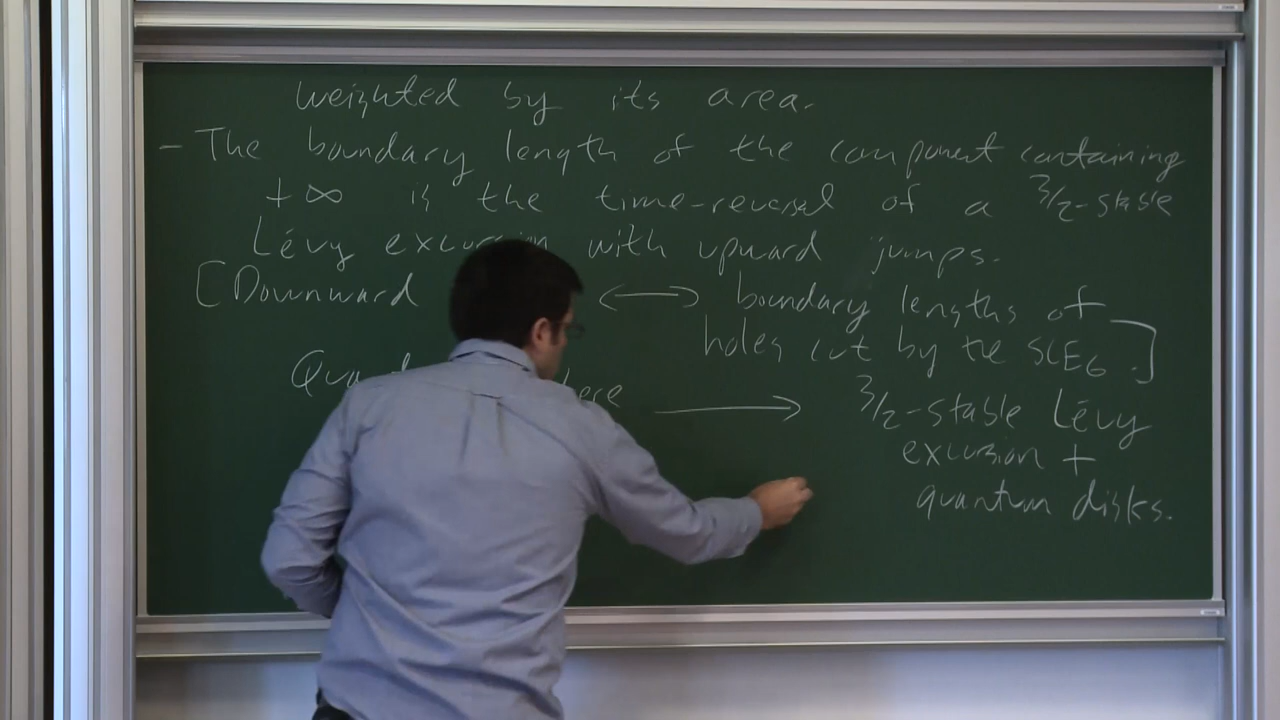 weighted by its area.
- The boundary length of the component containing
+∞ is the time-reversal of a 3/2-stable
Lévy excursion with upward jumps.
[Downward ⟷ boundary lengths of
holes cut by the SLE6.]
⟶ 3/2-stable Lévy
excursion +
quantum disks.